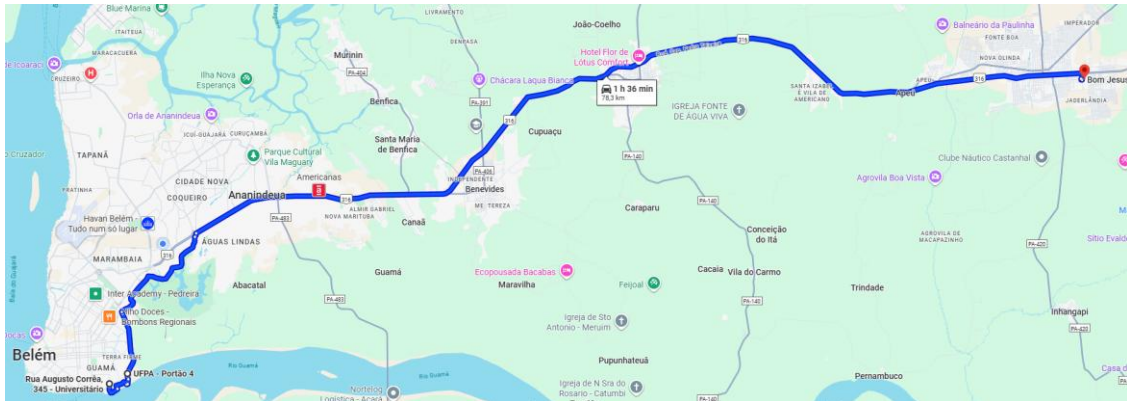 Blue Marina
ITAITEUA
MARACACUERA
de Icoaraci
CRUZEIRO
Ilha Nova
Esperança
Orla de Ananindeua
ICUÍ-GUAJARÁ
CURUÇAMBÁ
Parque Cultural
Vila Maguary
TAPANÃ
CIDADE NOVA
COQUEIRO
PRATINHA
Americanas
Ananindeua
316
ALMIR GABRIEL
NOVA MARITUBA
PA-483
Havan Belém -
Tudo num só lugar
316
ÁGUAS LINDAS
MARAMBAIA
Abacatal
Inter Academy - Pedreira
Bombons Regionais
Belém
TERRA FIRME
GUAMÁ
UFPA - Portão 4
Rua Augusto Corrêa,
345 - Universitário
Rio Guamá
Rio Guamá
LIVRAMENTO
Murinin
PA-404
DENPASA
Chácara Laqua Bianca
PA-391
Benfica
316
Santa Maria
de Benfica
Cupuaçu
INDEPENDENTE
PA-406
Benevides
ME. TEREZA
Canaã
Guamá
PA-483
Ecopousada Bacabas
Maravilha
Feijoal
Igreja de Sto
Antonio - Meruim
Pupunhateuá
Igreja de N Sra do
Rosario - Catumbi
Nortelog
Logística - Acará
João-Coelho
Hotel Flor de
Lótus Comfort
316
1 h 36 min
78,3 km
IGREJA FONTE
DE ÁGUA VIVA
PA-140
Caraparu
Conceição
do Itá
Cacaia
Vila do Carmo
PA-140
PA-140
Trindade
Pernambuco
Balneário da Paulinha
IMPERADOR
FONTE BOA
NOVA OLINDA
SANTA IZABEL
E VILA DE
AMERICANO
APEÚ
Apeú
316
Bom Jesus
JADERLÂNDIA
Clube Náutico Castanhal
Agrovila Boa Vista
AGROVILA DE
MACAPAZINHO
PA-420
Sítio Evald
Inhangapi
PA-420
Casa d